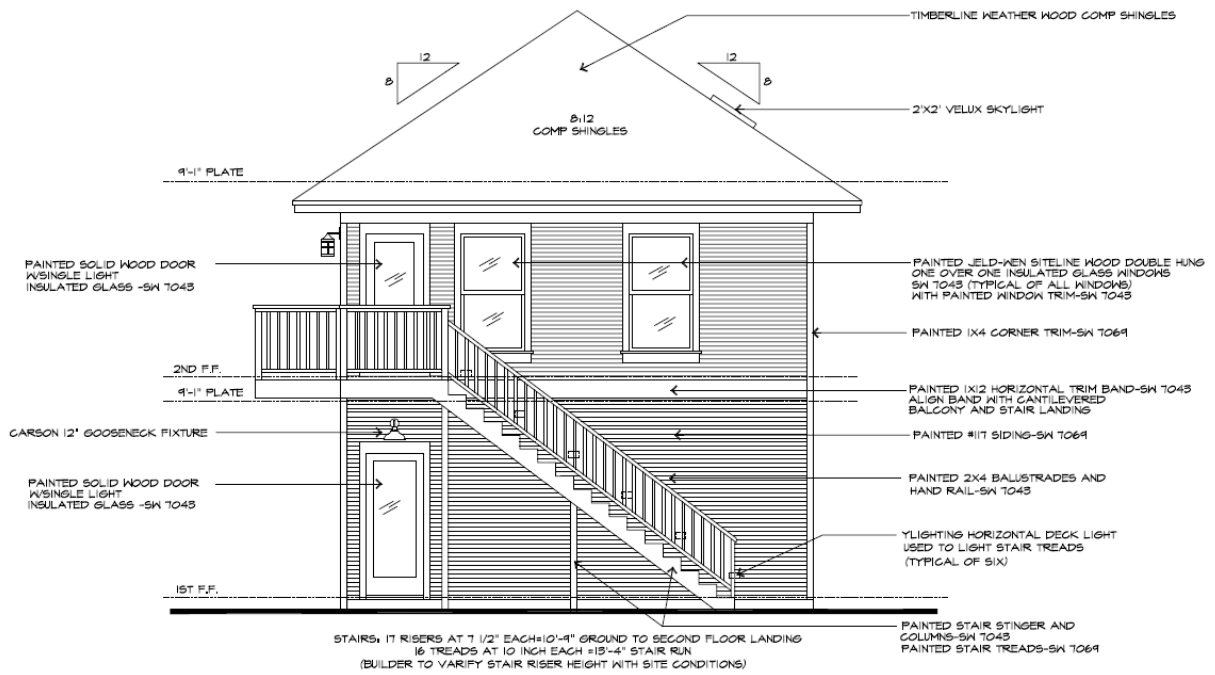 TIMBERLINE WEATHER WOOD COMP SHINGLES
12
8
12
8
2'X2' VELUX SKYLIGHT
8:12
COMP SHINGLES
9'-1" PLATE
PAINTED SOLID WOOD DOOR
W/SINGLE LIGHT
INSULATED GLASS -SW 7043
PAINTED JELD-WEN SITELINE WOOD DOUBLE HUNG
ONE OVER ONE INSULATED GLASS WINDOWS
SW 7043 (TYPICAL OF ALL WINDOWS)
WITH PAINTED WINDOW TRIM-SW 7043
PAINTED 1X4 CORNER TRIM-SW 7069
2ND F.F.
9'-1" PLATE
PAINTED 1X12 HORIZONTAL TRIM BAND-SW 7043
ALIGN BAND WITH CANTILEVERED
BALCONY AND STAIR LANDING
CARSON 12" GOOSENECK FIXTURE
PAINTED #117 SIDING-SW 7069
PAINTED SOLID WOOD DOOR
W/SINGLE LIGHT
INSULATED GLASS -SW 7043
PAINTED 2X4 BALUSTRADES AND
HAND RAIL-SW 7043
YLIGHTING HORIZONTAL DECK LIGHT
USED TO LIGHT STAIR TREADS
(TYPICAL OF SIX)
1ST F.F.
PAINTED STAIR STINGER AND
COLUMNS-SW 7043
PAINTED STAIR TREADS-SW 7069
STAIRS: 17 RISERS AT 7 1/2" EACH=10'-9" GROUND TO SECOND FLOOR LANDING
16 TREADS AT 10 INCH EACH =13'-4" STAIR RUN
(BUILDER TO VARIFY STAIR RISER HEIGHT WITH SITE CONDITIONS)